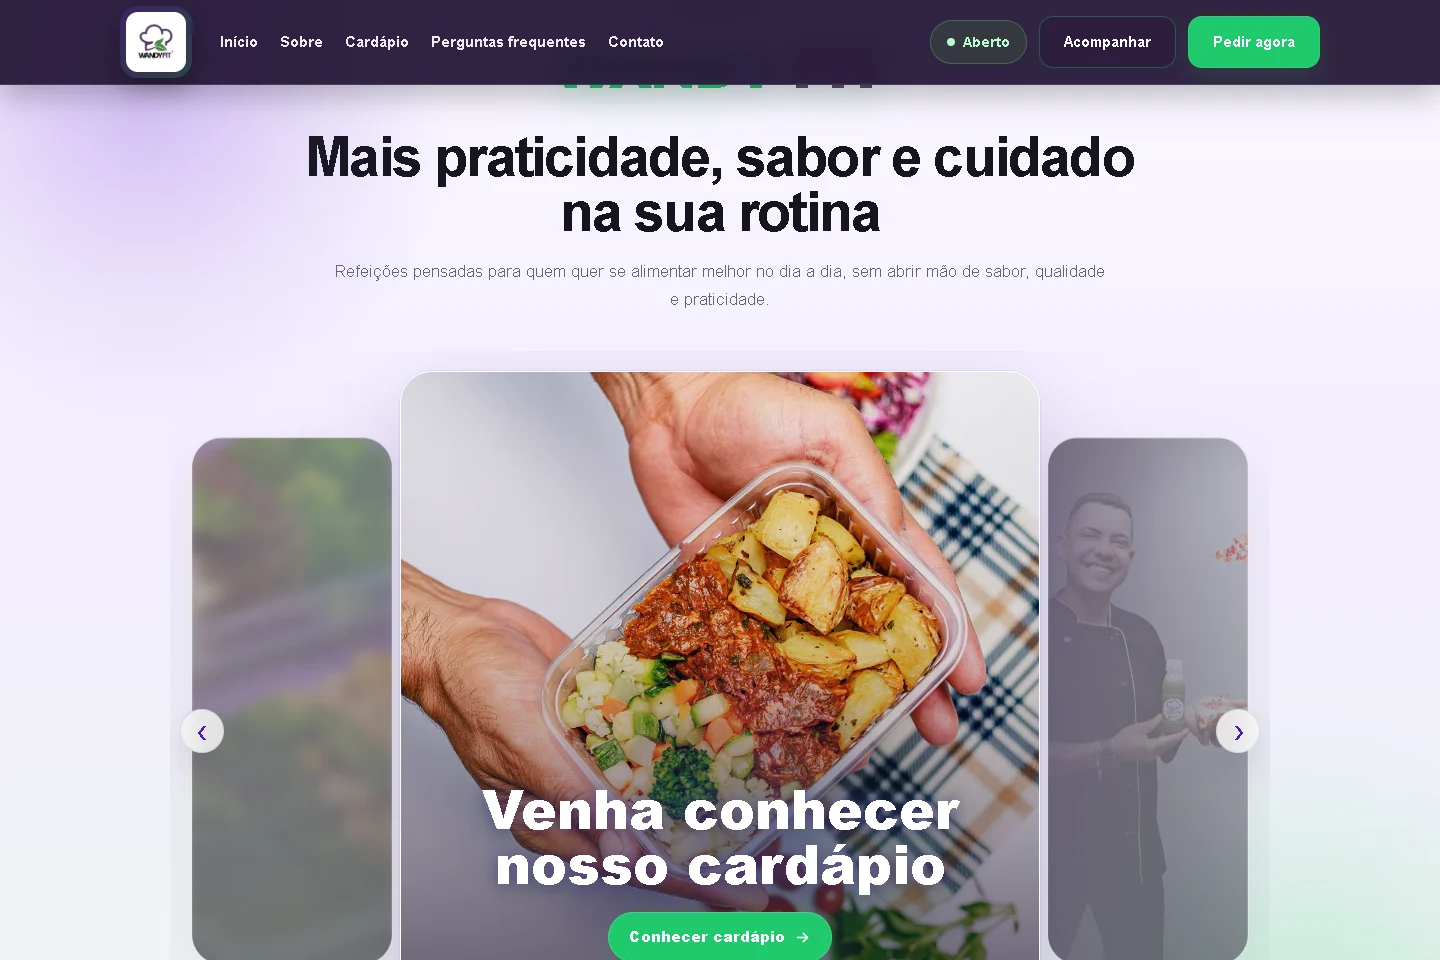 WANDYFIT
Início
Sobre
Cardápio
Perguntas frequentes
Contato
Aberto
Acompanhar
Pedir agora
Mais praticidade, sabor e cuidado
na sua rotina
Refeições pensadas para quem quer se alimentar melhor no dia a dia, sem abrir mão de sabor, qualidade
e praticidade.
Venha conhecer
nosso cardápio
Conhecer cardápio →